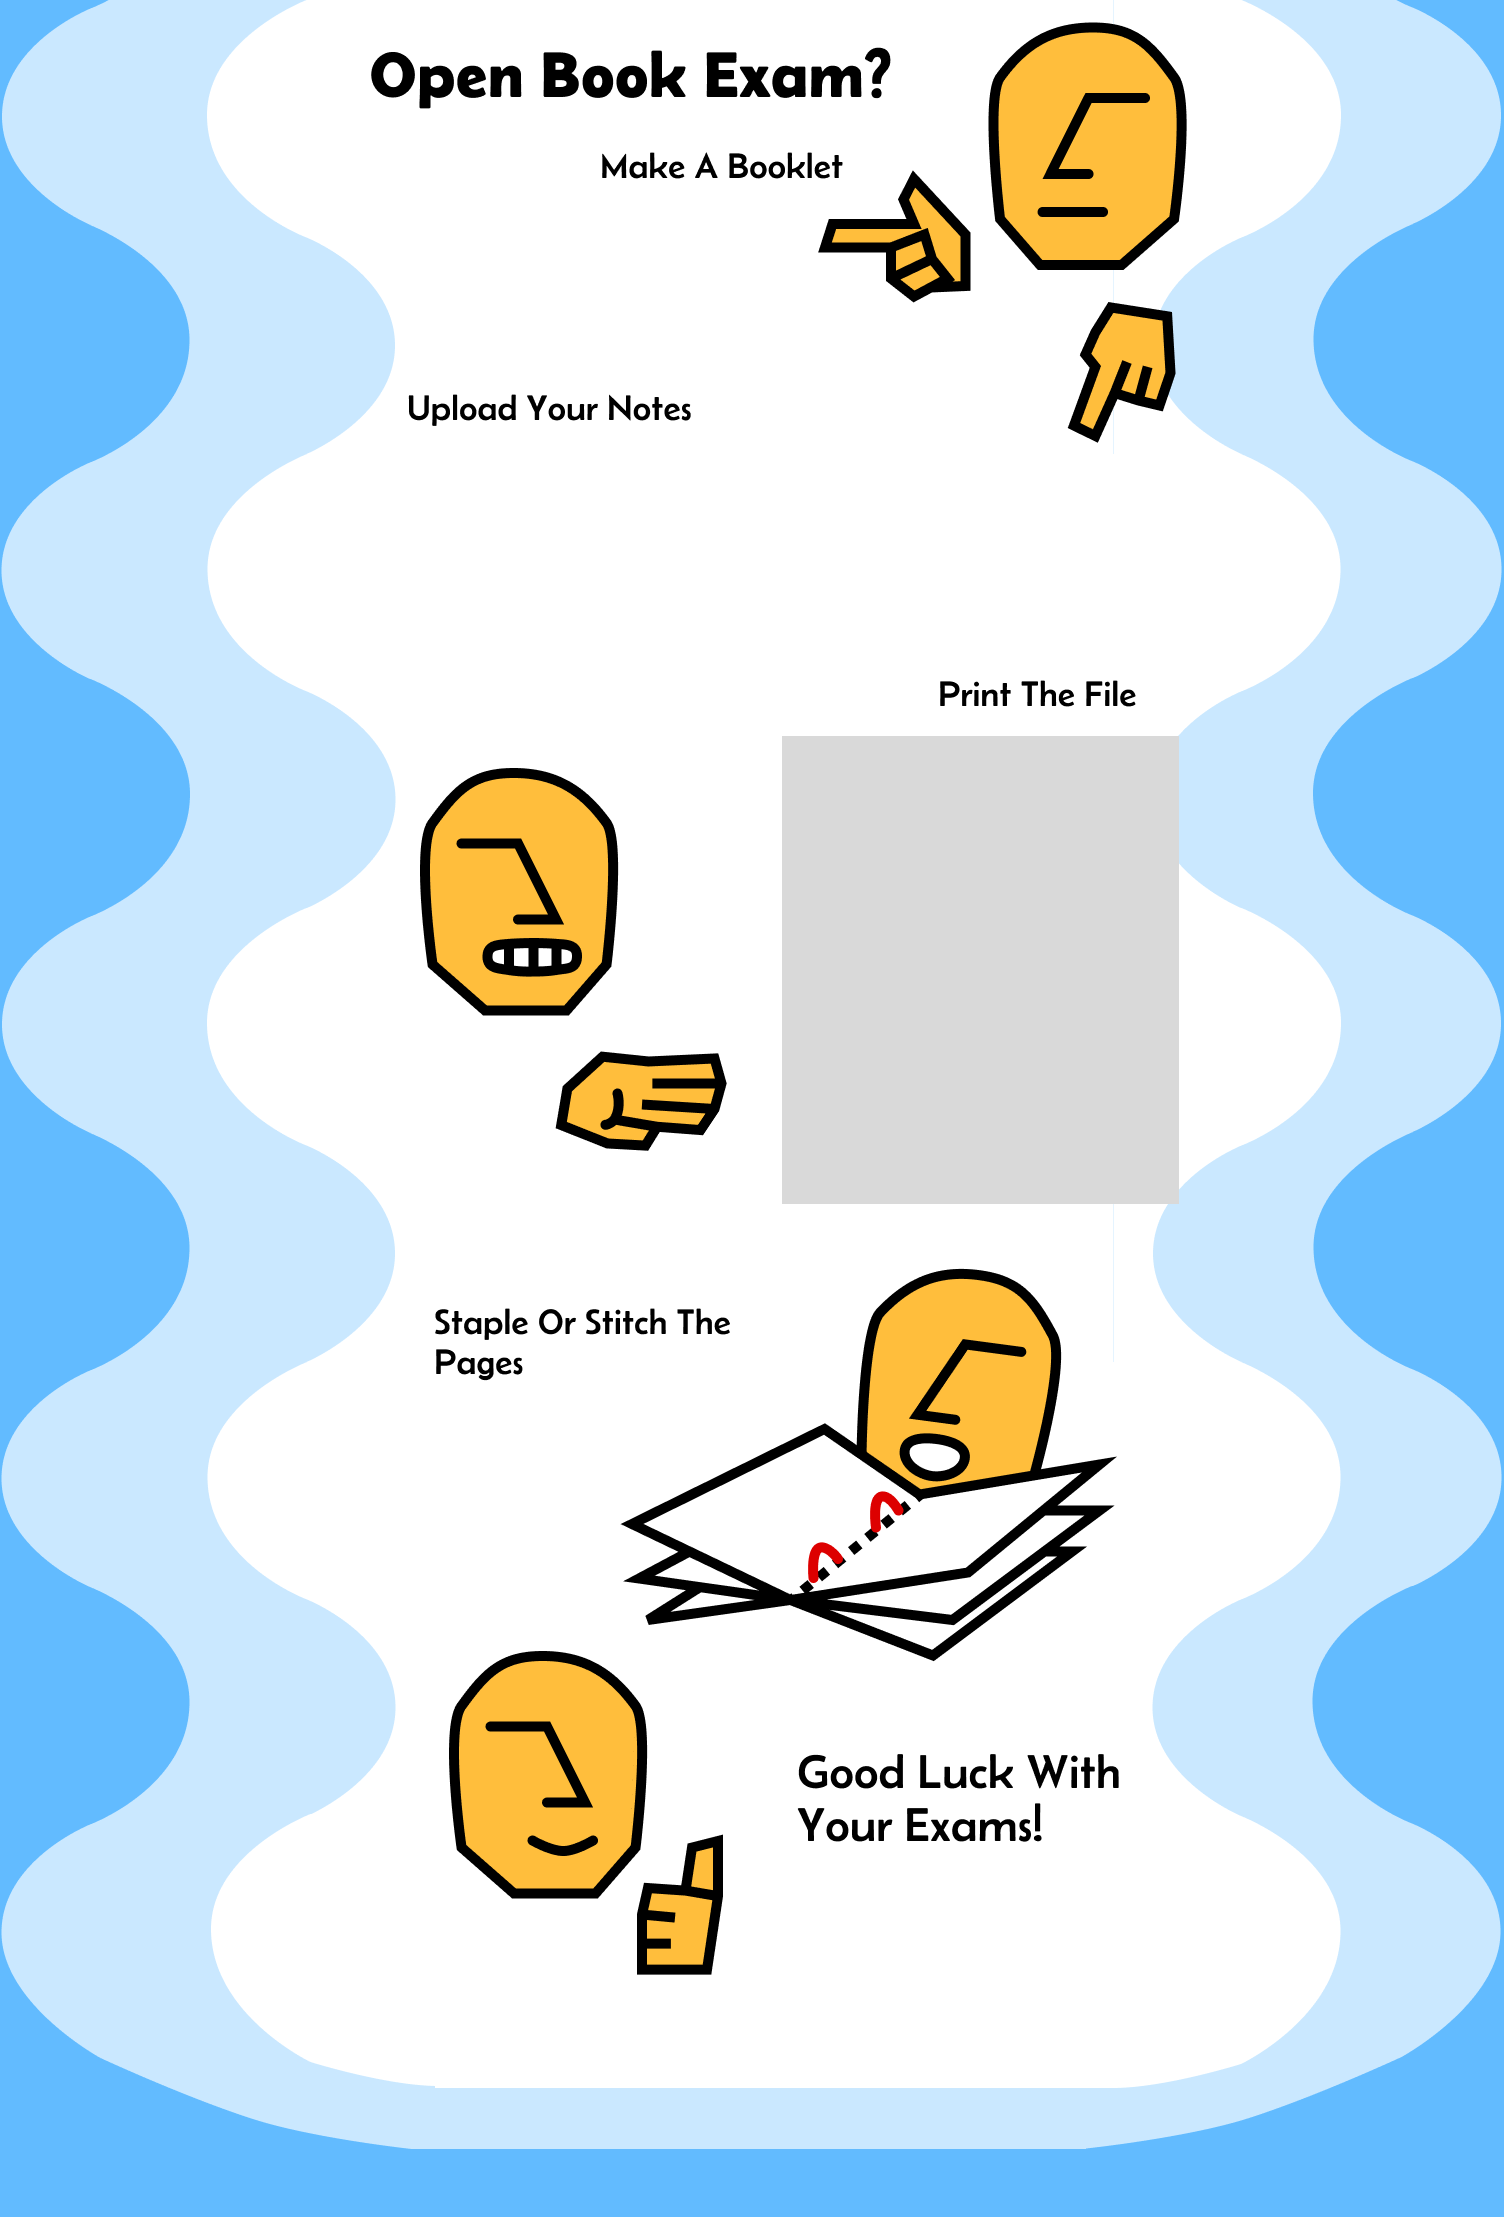 Open Book Exam?
Make A Booklet
Upload Your Notes
Print The File
Staple Or Stitch The
Pages
Good Luck With
Your Exams!